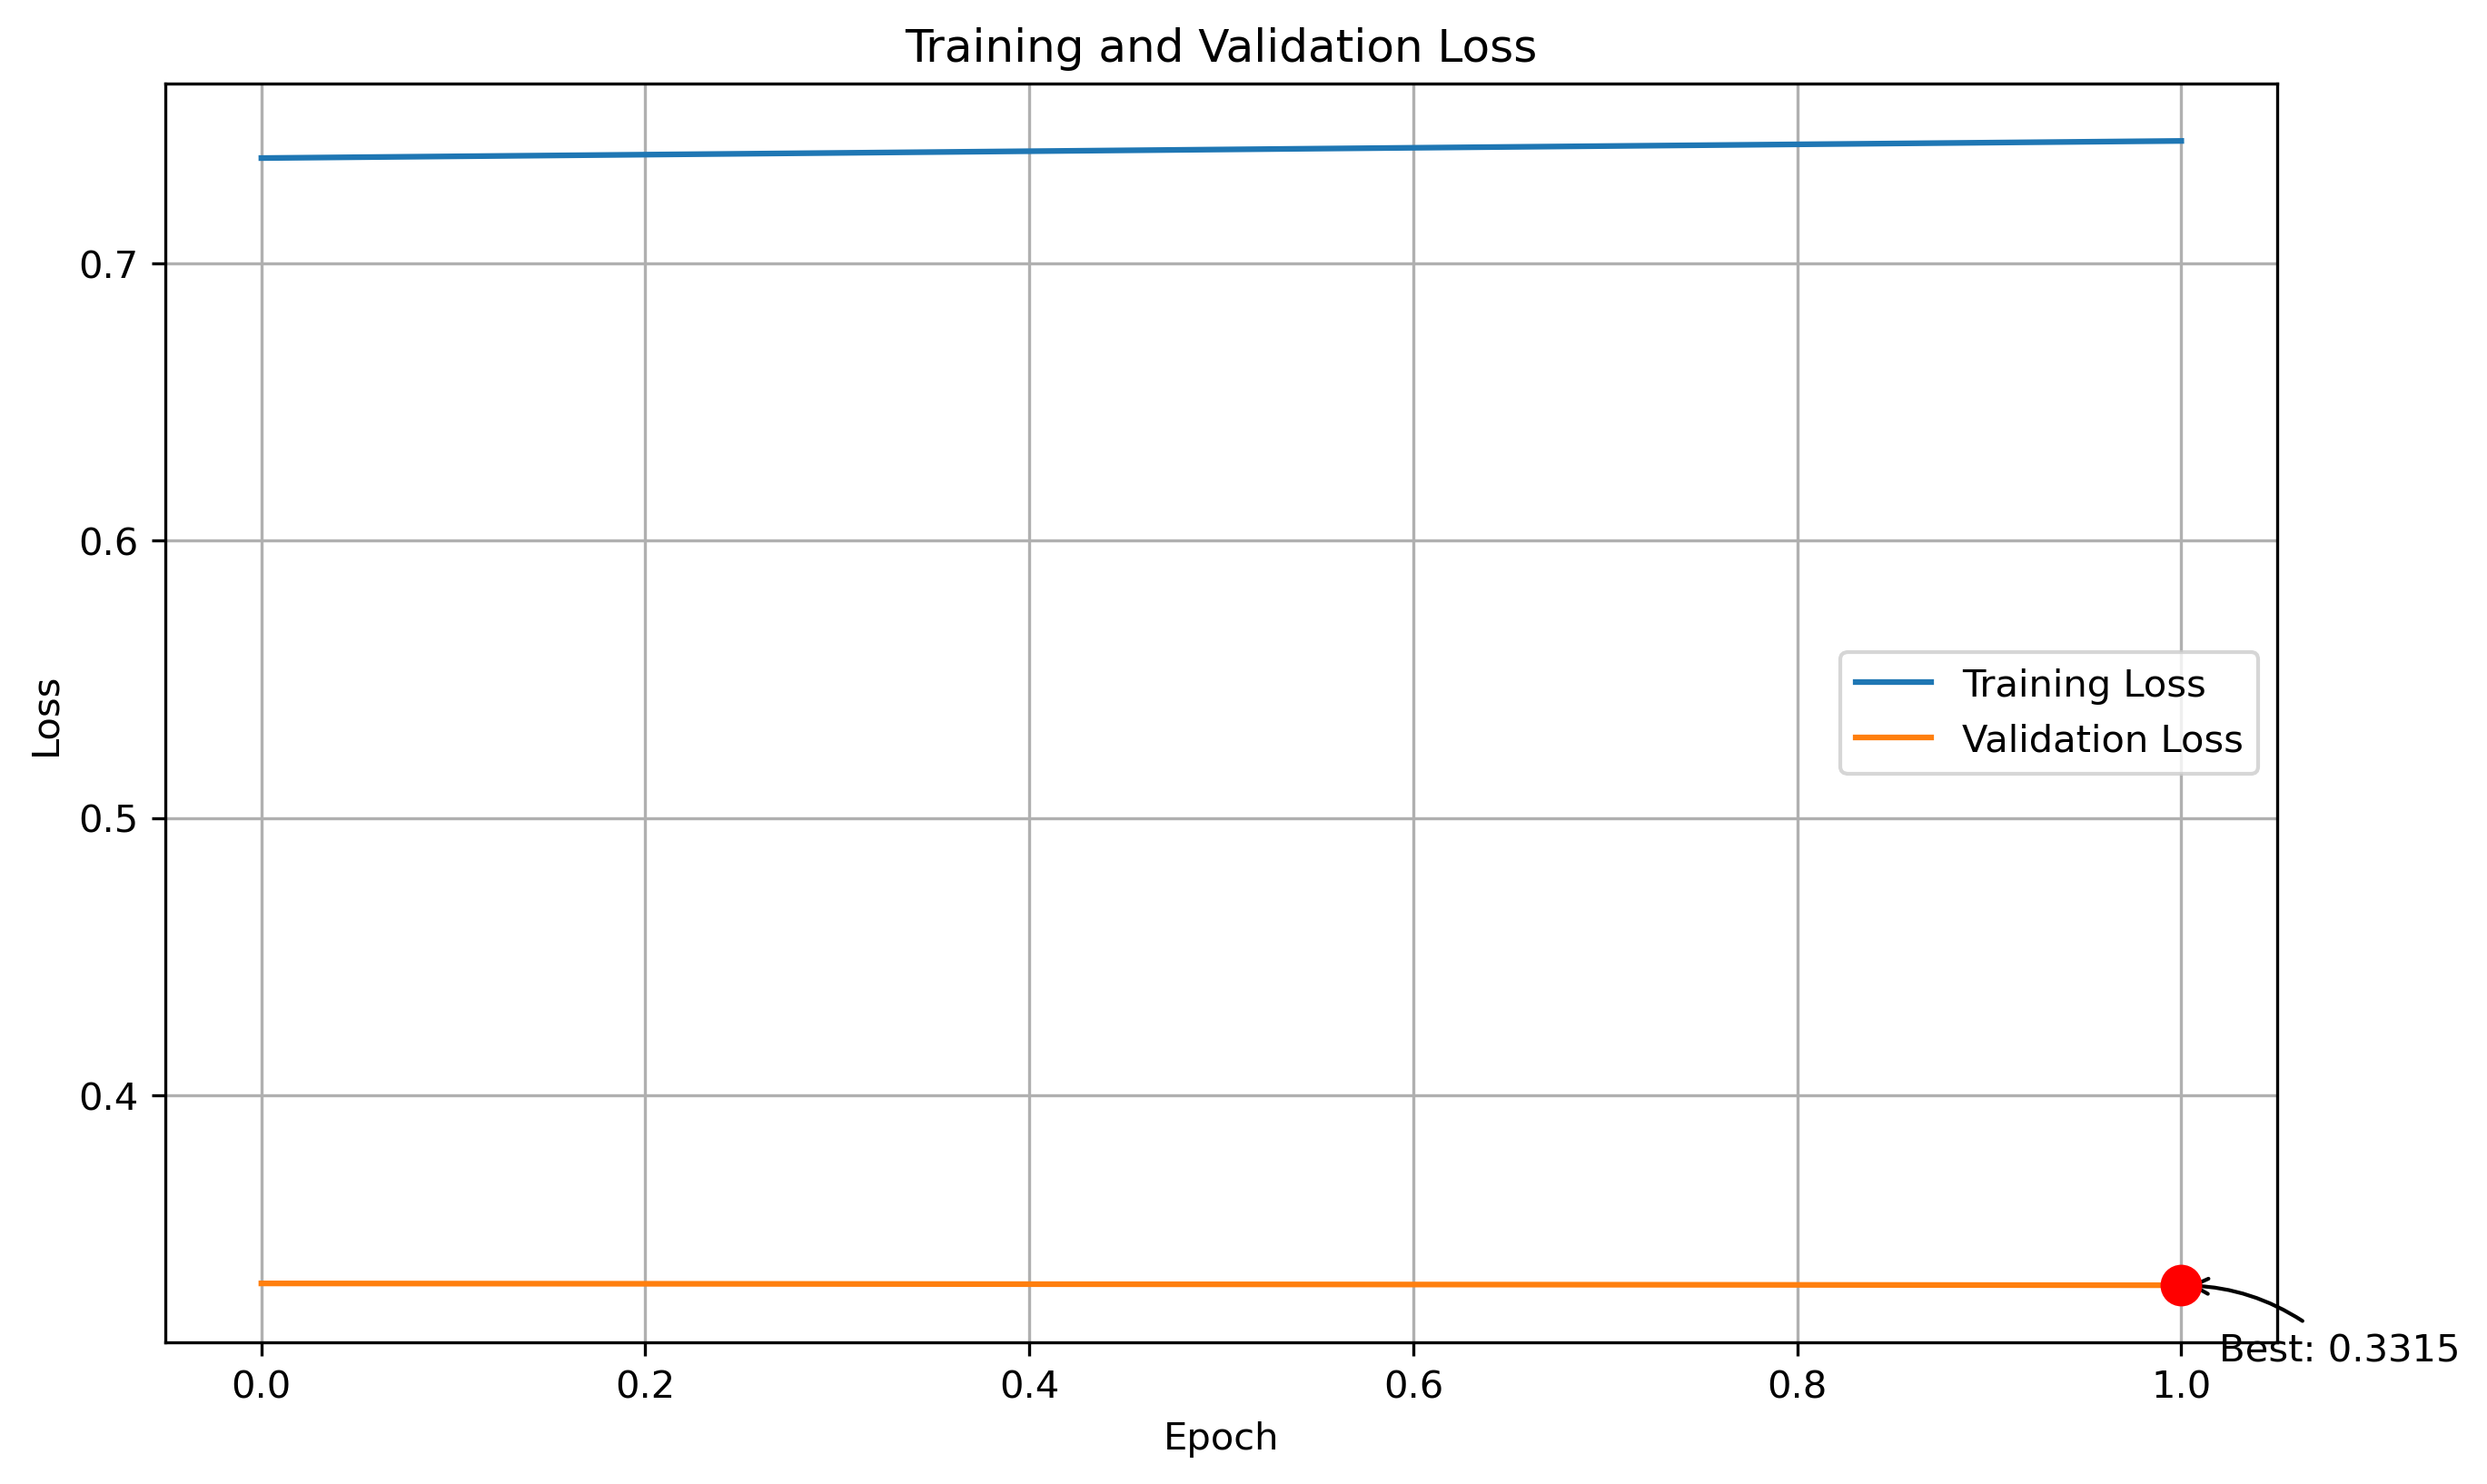 Training and Validation Loss
0.7
0.6
0.5
0.4
Loss
Training Loss
Validation Loss
Best: 0.3315
0.0 0.2 0.4 0.6 0.8 1.0
Epoch